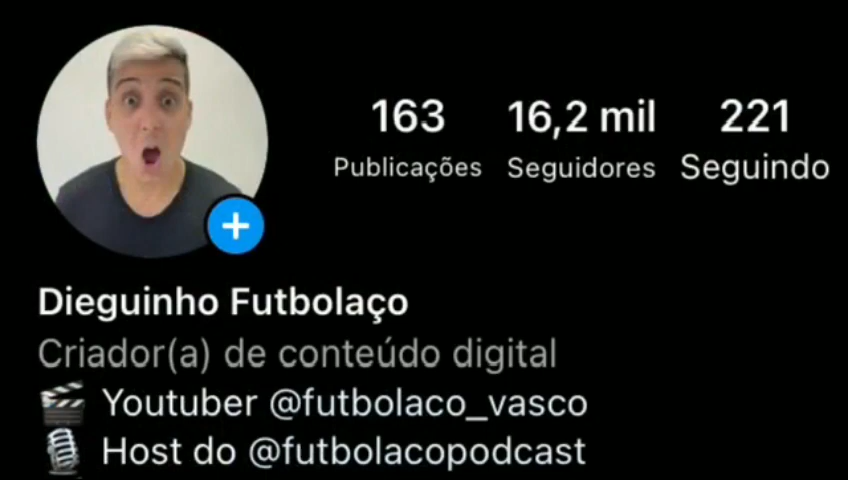 163 16,2 mil 221
Publicações Seguidores Seguindo
Dieguinho Futbolaço
Criador(a) de conteúdo digital
🎬 Youtuber @futbolaco_vasco
🎙️ Host do @futbolacopodcast